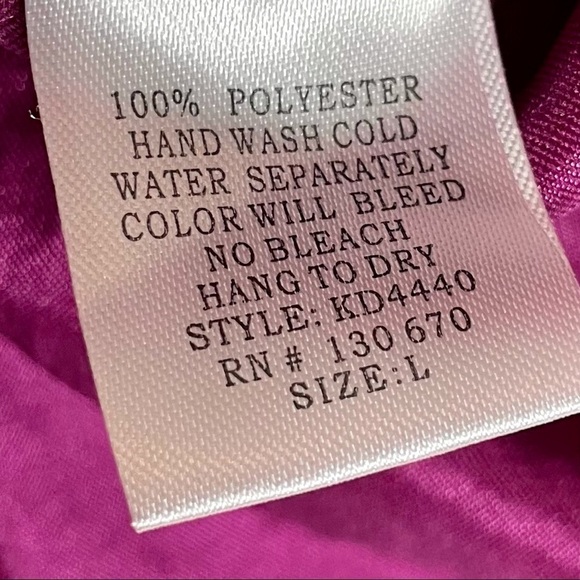 100% POLYESTER
HAND WASH COLD
WATER SEPARATELY
COLOR WILL BLEED
NO BLEACH
HANG TO DRY
STYLE: KD4440
RN # 130 670
SIZE: L